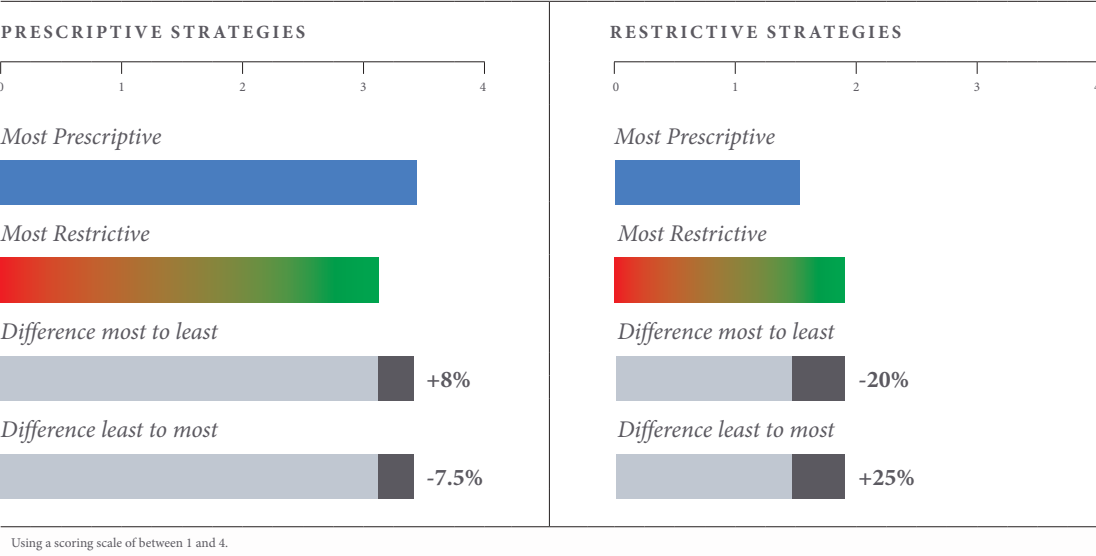 PRESCRIPTIVE STRATEGIES
0 1 2 3 4
Most Prescriptive
Most Restrictive
Difference most to least
+8%
Difference least to most
-7.5%
RESTRICTIVE STRATEGIES
0 1 2 3 4
Most Prescriptive
Most Restrictive
Difference most to least
-20%
Difference least to most
+25%
Using a scoring scale of between 1 and 4.